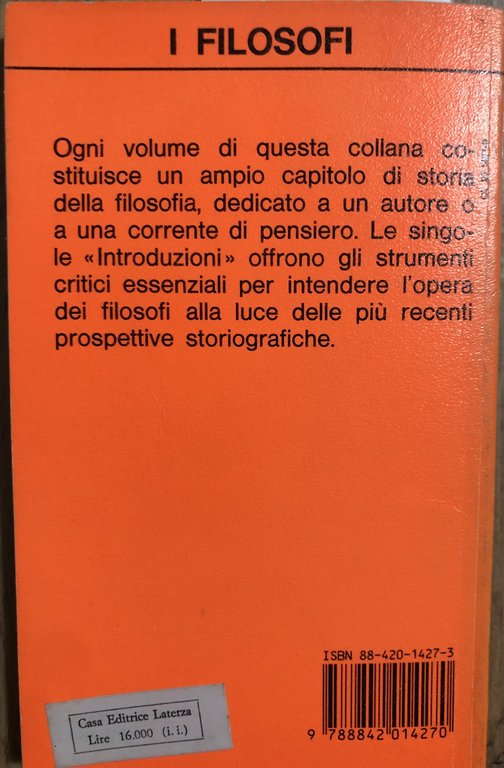 I FILOSOFI
Ogni volume di questa collana co-
stituisce un ampio capitolo di storia
della filosofia, dedicato a un autore o
a una corrente di pensiero. Le singo-
le «Introduzioni» offrono gli strumenti
critici essenziali per intendere l'opera
dei filosofi alla luce delle più recenti
prospettive storiografiche.
ISBN 88-420-1427-3
9 788842 014270
Casa Editrice Laterza
Lire 16.000 (i. i.)